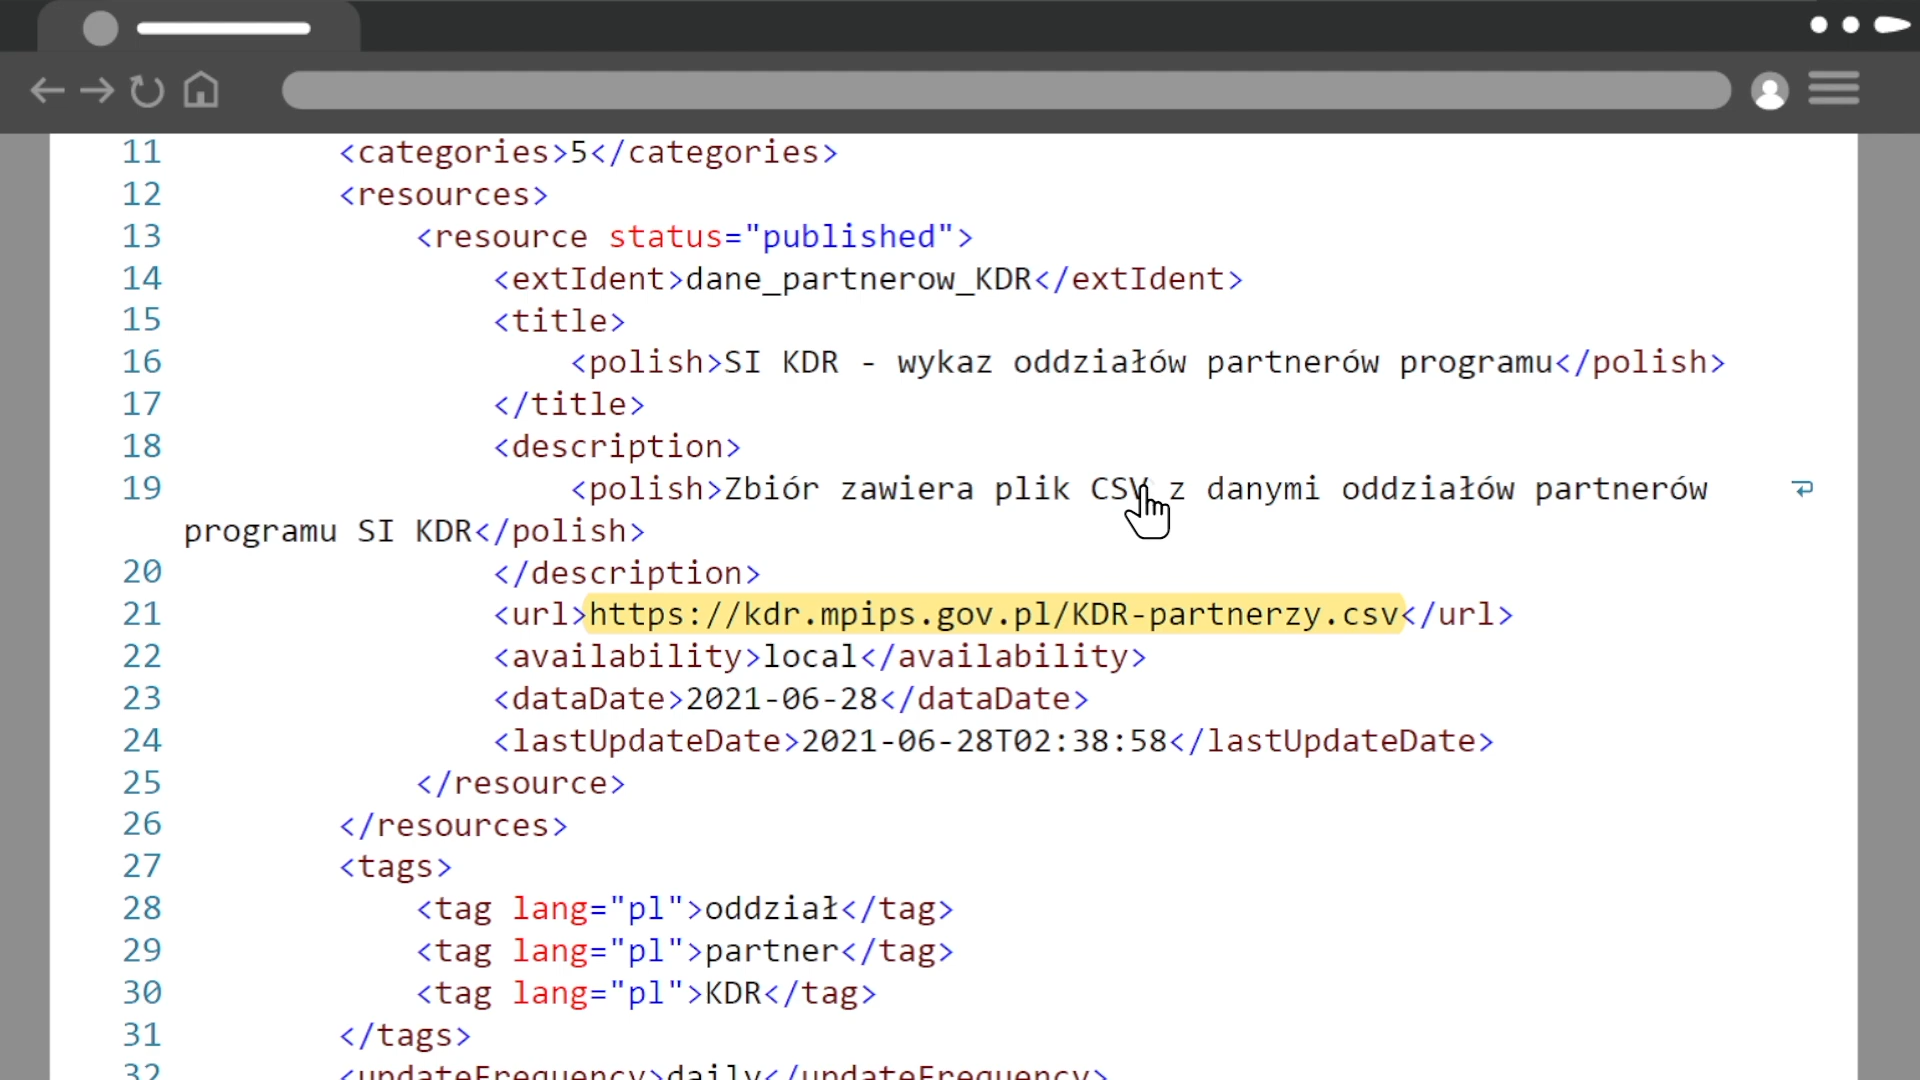 11 <categories>5</categories>
12 <resources>
13 <resource status="published">
14 <extIdent>dane_partnerow_KDR</extIdent>
15 <title>
16 <polish>SI KDR - wykaz oddziałów partnerów programu</polish>
17 </title>
18 <description>
19 <polish>Zbiór zawiera plik CSV z danymi oddziałów partnerów
programu SI KDR</polish>
20 </description>
21 <url>https://kdr.mpips.gov.pl/KDR-partnerzy.csv</url>
22 <availability>local</availability>
23 <dataDate>2021-06-28</dataDate>
24 <lastUpdateDate>2021-06-28T02:38:58</lastUpdateDate>
25 </resource>
26 </resources>
27 <tags>
28 <tag lang="pl">oddział</tag>
29 <tag lang="pl">partner</tag>
30 <tag lang="pl">KDR</tag>
31 </tags>
32 <updateFrequency>daily</updateFrequency>